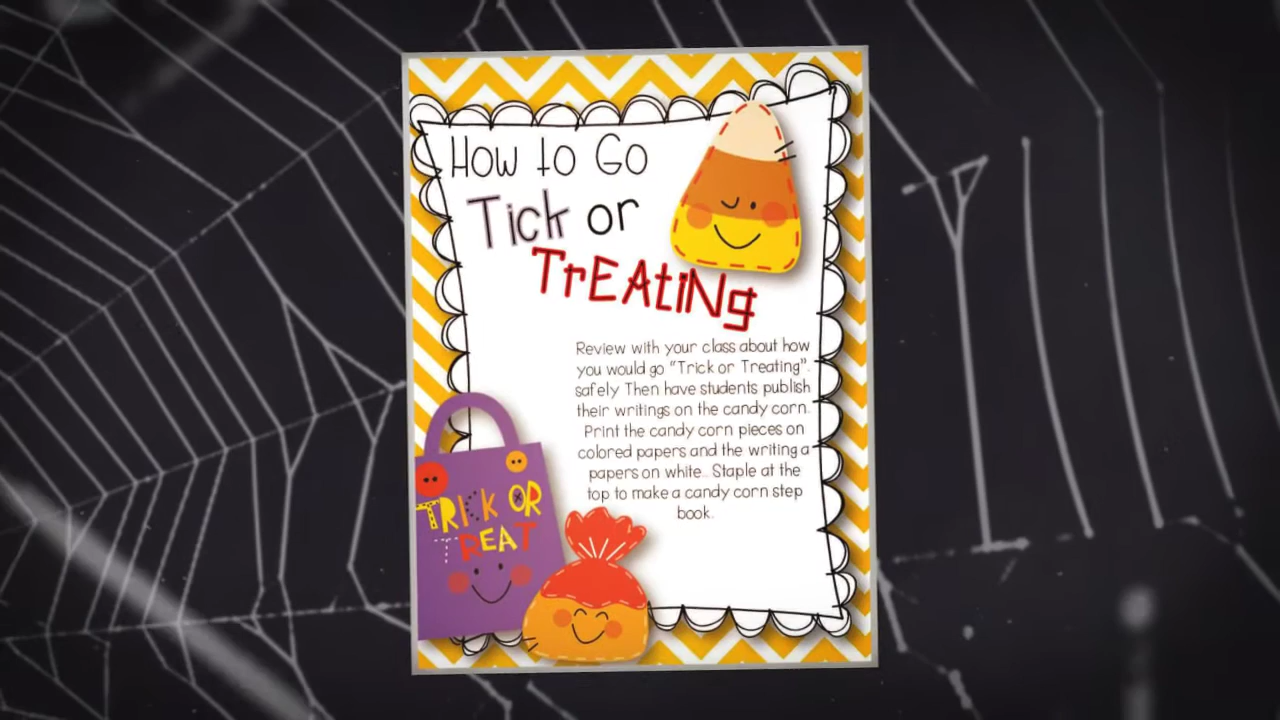 How to Go
Tick or
TrEAtiNg
Review with your class about how
you would go "Trick or Treating".
safely Then have students publish
their writings on the candy corn.
Print the candy corn pieces on
colored papers and the writing a
papers on white. Staple at the
top to make a candy corn step
book.
TRICK OR
TREAT